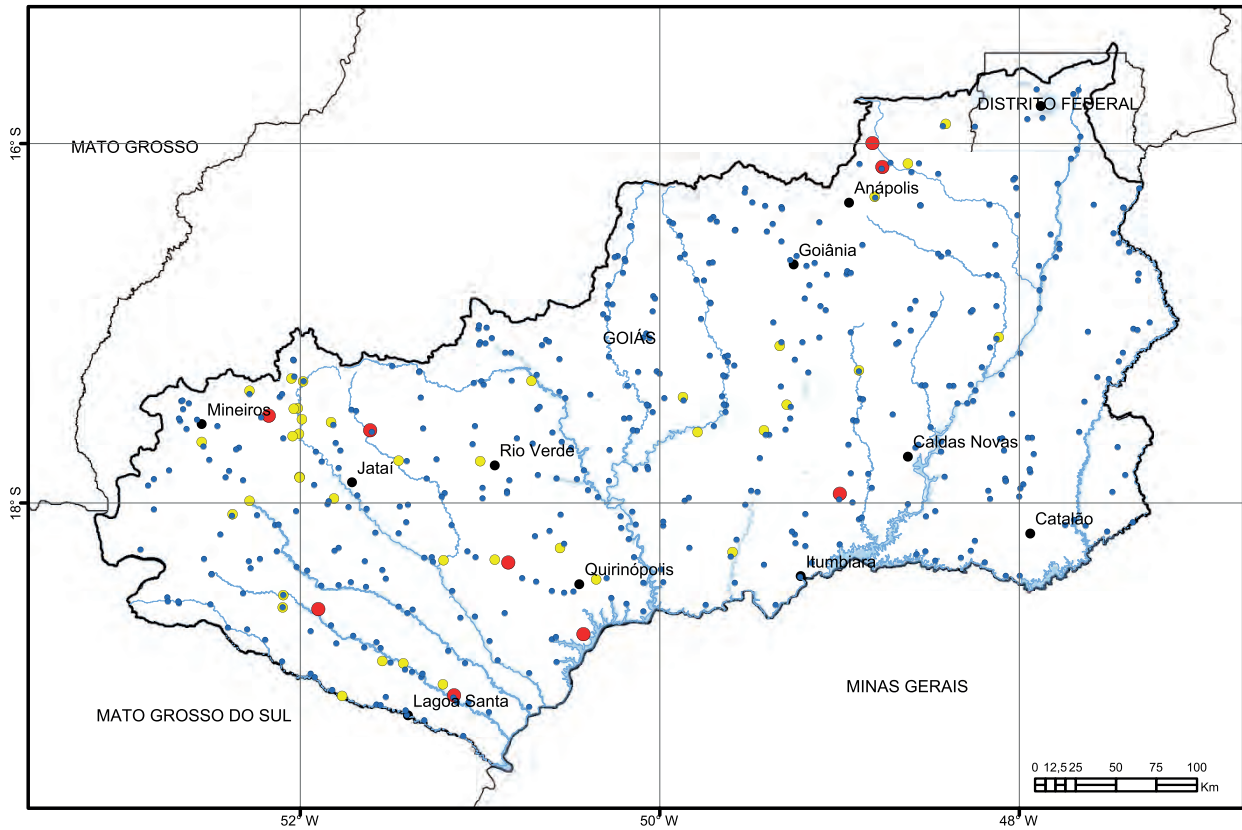 DISTRITO FEDERAL
MATO GROSSO
16° S
Anápolis
Goiânia
GOIÁS
Mineiros
Caldas Novas
Rio Verde
Jataí
18° S
Catalão
Itumbiara
Quirinópolis
MINAS GERAIS
Lagoa Santa
MATO GROSSO DO SUL
0 12,5 25 50 75 100
Km
52° W 50° W 48° W